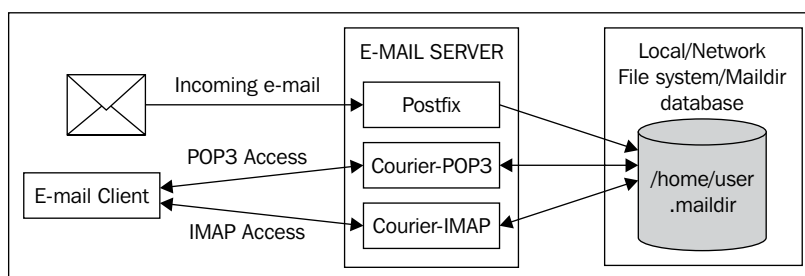 E-MAIL SERVER
Local/Network
File system/Maildir
database
Incoming e-mail
Postfix
POP3 Access
Courier-POP3
/home/user
.maildir
E-mail Client
IMAP Access
Courier-IMAP